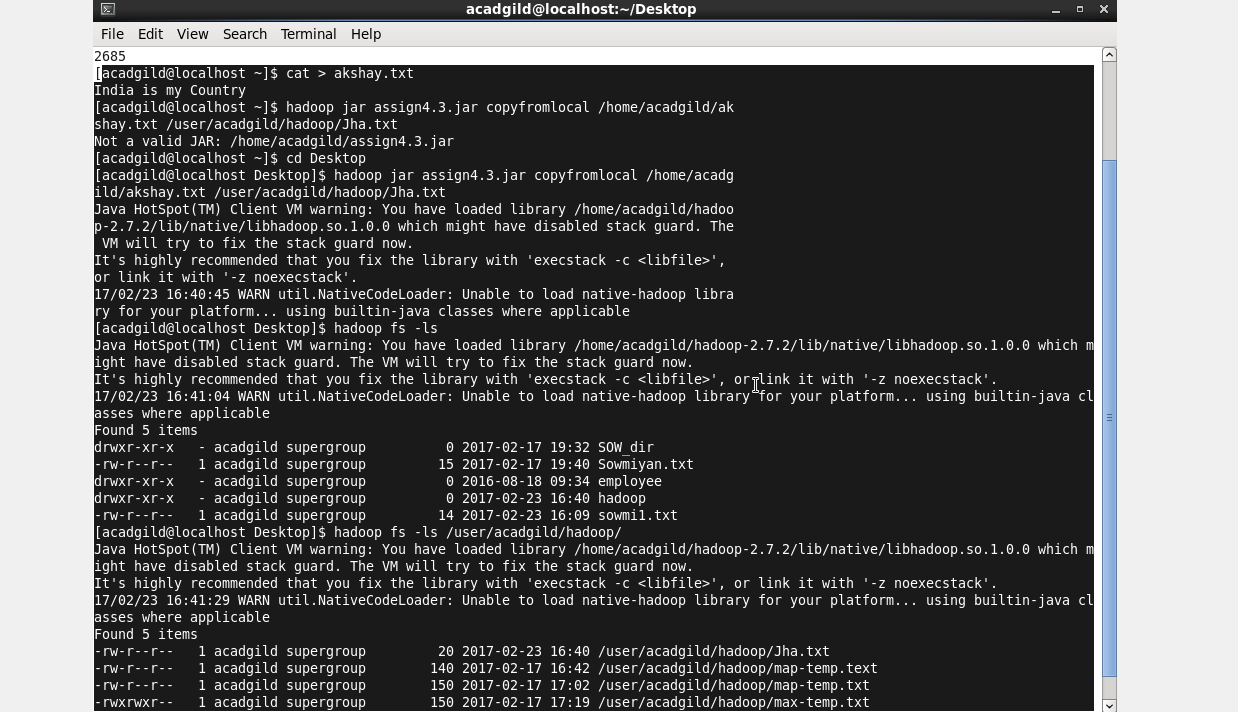 acadgild@localhost:~/Desktop
File Edit View Search Terminal Help
2685
[acadgild@localhost ~]$ cat > akshay.txt
India is my Country
[acadgild@localhost ~]$ hadoop jar assign4.3.jar copyfromlocal /home/acadgild/ak
shay.txt /user/acadgild/hadoop/Jha.txt
Not a valid JAR: /home/acadgild/assign4.3.jar
[acadgild@localhost ~]$ cd Desktop
[acadgild@localhost Desktop]$ hadoop jar assign4.3.jar copyfromlocal /home/acadg
ild/akshay.txt /user/acadgild/hadoop/Jha.txt
Java HotSpot(TM) Client VM warning: You have loaded library /home/acadgild/hadoo
p-2.7.2/lib/native/libhadoop.so.1.0.0 which might have disabled stack guard. The
 VM will try to fix the stack guard now.
It's highly recommended that you fix the library with 'execstack -c <libfile>',
or link it with '-z noexecstack'.
17/02/23 16:40:45 WARN util.NativeCodeLoader: Unable to load native-hadoop libra
ry for your platform... using builtin-java classes where applicable
[acadgild@localhost Desktop]$ hadoop fs -ls
Java HotSpot(TM) Client VM warning: You have loaded library /home/acadgild/hadoop-2.7.2/lib/native/libhadoop.so.1.0.0 which m
ight have disabled stack guard. The VM will try to fix the stack guard now.
It's highly recommended that you fix the library with 'execstack -c <libfile>', or link it with '-z noexecstack'.
17/02/23 16:41:04 WARN util.NativeCodeLoader: Unable to load native-hadoop library for your platform... using builtin-java cl
asses where applicable
Found 5 items
drwxr-xr-x   - acadgild supergroup          0 2017-02-17 19:32 SOW_dir
-rw-r--r--   1 acadgild supergroup         15 2017-02-17 19:40 Sowmiyan.txt
drwxr-xr-x   - acadgild supergroup          0 2016-08-18 09:34 employee
drwxr-xr-x   - acadgild supergroup          0 2017-02-23 16:40 hadoop
-rw-r--r--   1 acadgild supergroup         14 2017-02-23 16:09 sowmi1.txt
[acadgild@localhost Desktop]$ hadoop fs -ls /user/acadgild/hadoop/
Java HotSpot(TM) Client VM warning: You have loaded library /home/acadgild/hadoop-2.7.2/lib/native/libhadoop.so.1.0.0 which m
ight have disabled stack guard. The VM will try to fix the stack guard now.
It's highly recommended that you fix the library with 'execstack -c <libfile>', or link it with '-z noexecstack'.
17/02/23 16:41:29 WARN util.NativeCodeLoader: Unable to load native-hadoop library for your platform... using builtin-java cl
asses where applicable
Found 5 items
-rw-r--r--   1 acadgild supergroup         20 2017-02-23 16:40 /user/acadgild/hadoop/Jha.txt
-rw-r--r--   1 acadgild supergroup        140 2017-02-17 16:42 /user/acadgild/hadoop/map-temp.text
-rw-r--r--   1 acadgild supergroup        150 2017-02-17 17:02 /user/acadgild/hadoop/map-temp.txt
-rwxrwxr--   1 acadgild supergroup        150 2017-02-17 17:19 /user/acadgild/hadoop/max-temp.txt